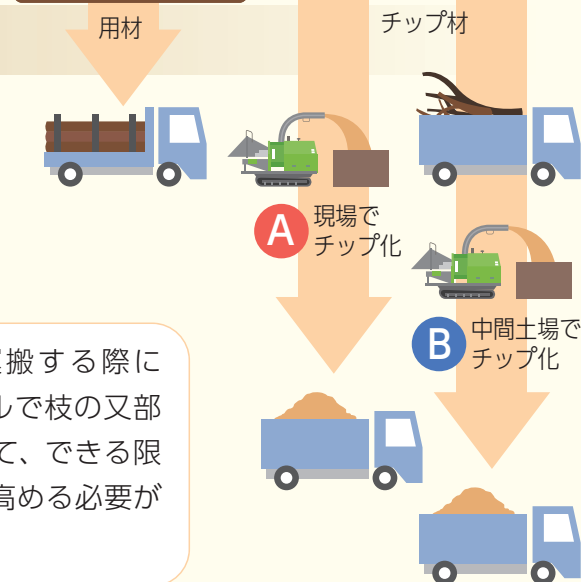 用材
チップ材
A
現場で
チップ化
B
中間土場で
チップ化
搬する際に
ルで枝の又部
て、できる限
高める必要が